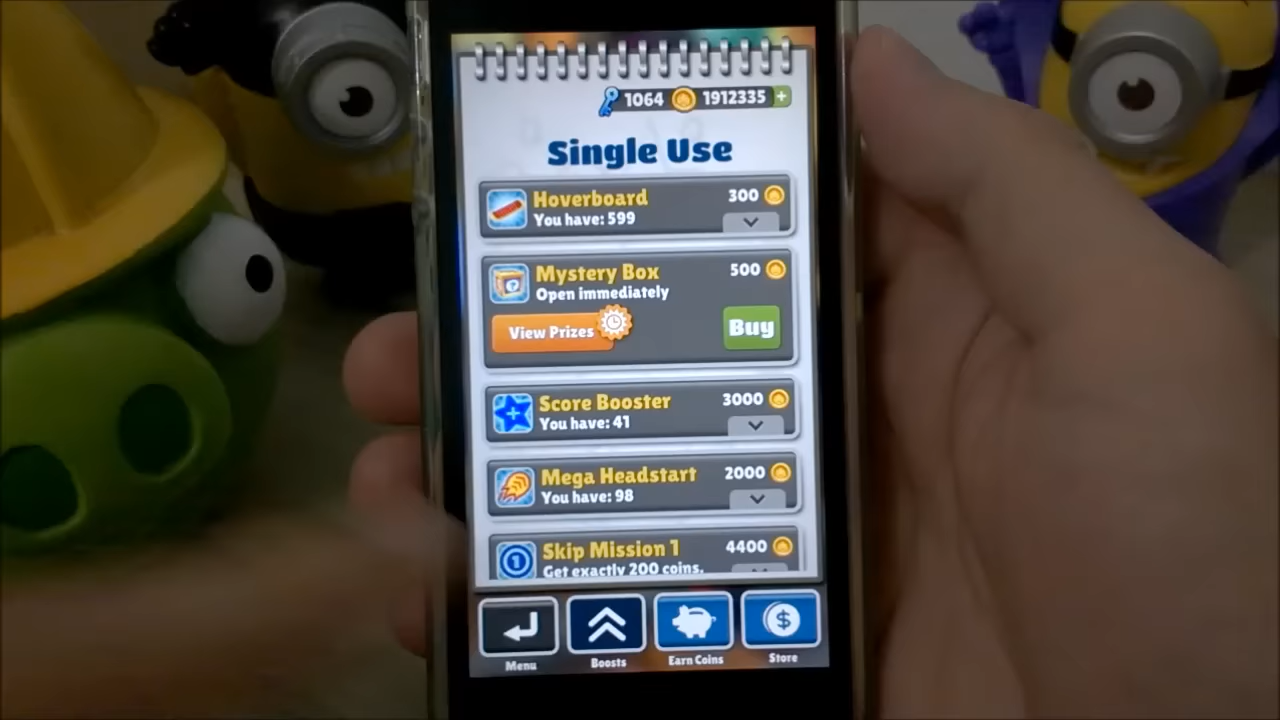 1064 1912335 +
Single Use
Hoverboard 300
You have: 599
Mystery Box 500
Open immediately
View Prizes Buy
Score Booster 3000
You have: 41
Mega Headstart 2000
You have: 98
Skip Mission 1 4400
1 Get exactly 200 coins.
$
Menu Boosts Earn Coins Store